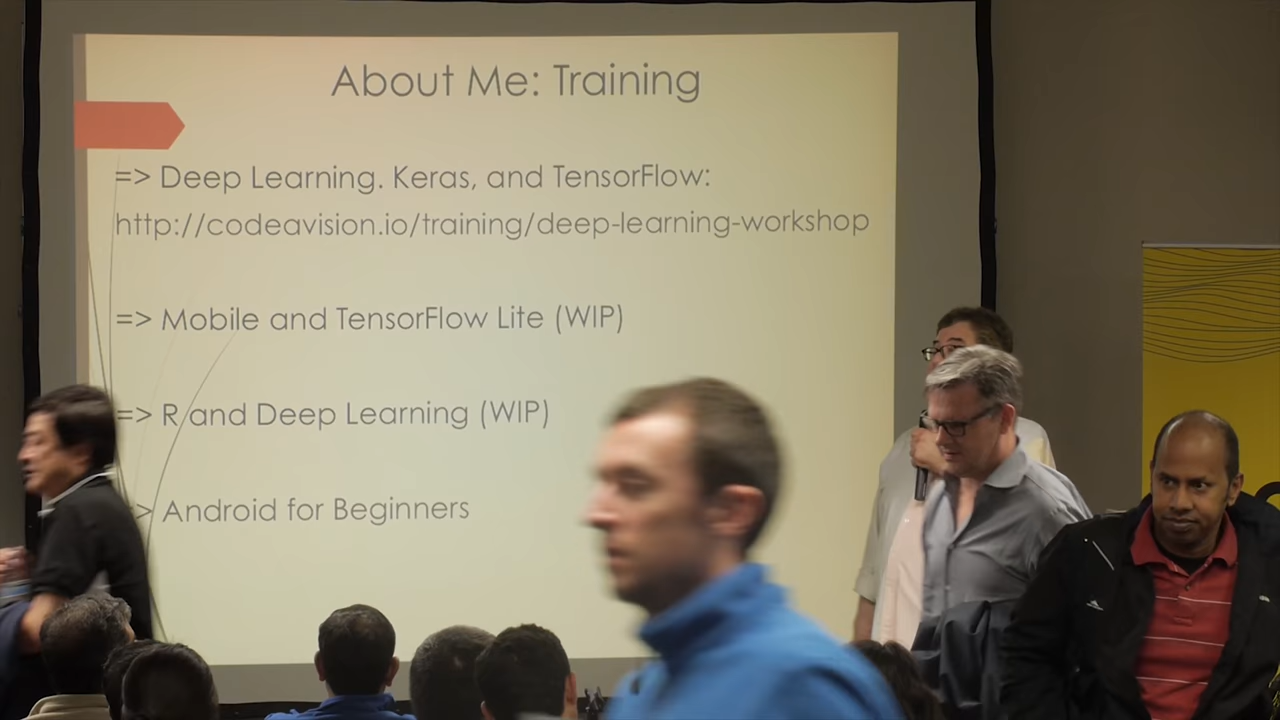 About Me: Training
=> Deep Learning. Keras, and TensorFlow:
http://codeavision.io/training/deep-learning-workshop
=> Mobile and TensorFlow Lite (WIP)
=> R and Deep Learning (WIP)
=> Android for Beginners